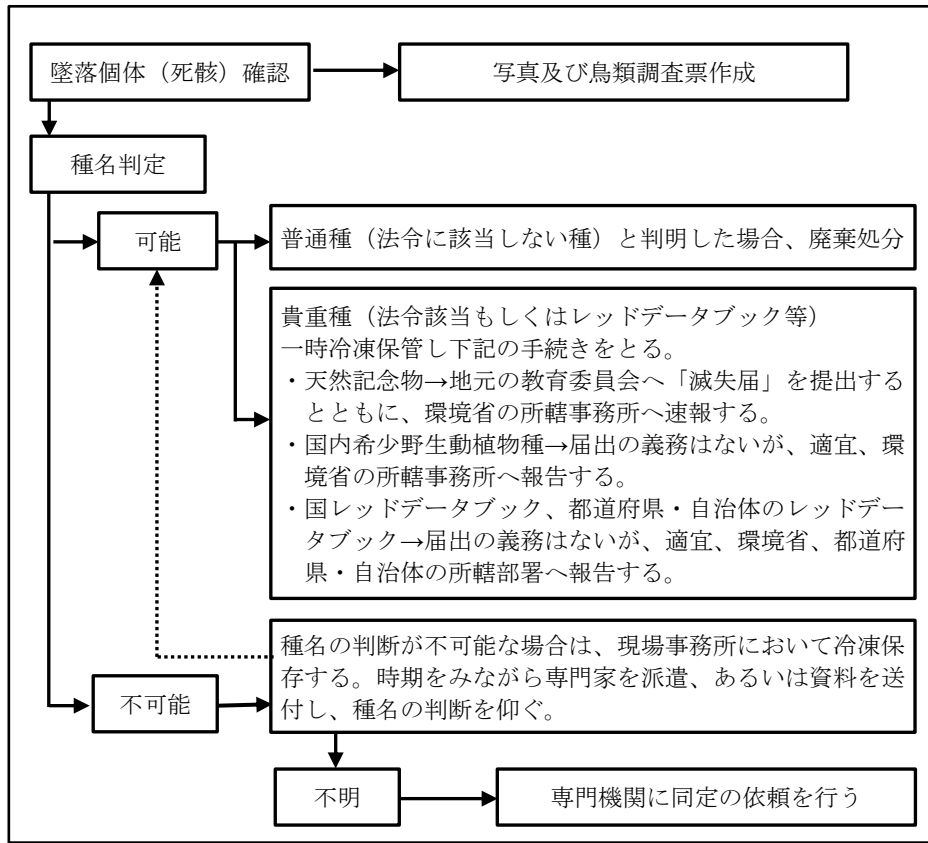 墜落個体（死骸）確認
写真及び鳥類調査票作成
種名判定
可能
普通種（法令に該当しない種）と判明した場合、廃棄処分
貴重種（法令該当もしくはレッドデータブック等）
一時冷凍保管し下記の手続きをとる。
・天然記念物→地元の教育委員会へ「滅失届」を提出する
とともに、環境省の所轄事務所へ速報する。
・国内希少野生動植物種→届出の義務はないが、適宜、環
境省の所轄事務所へ報告する。
・国レッドデータブック、都道府県・自治体のレッドデー
タブック→届出の義務はないが、適宜、環境省、都道府
県・自治体の所轄部署へ報告する。
種名の判断が不可能な場合は、現場事務所において冷凍保
存する。時期をみながら専門家を派遣、あるいは資料を送
付し、種名の判断を仰ぐ。
不可能
不明
専門機関に同定の依頼を行う